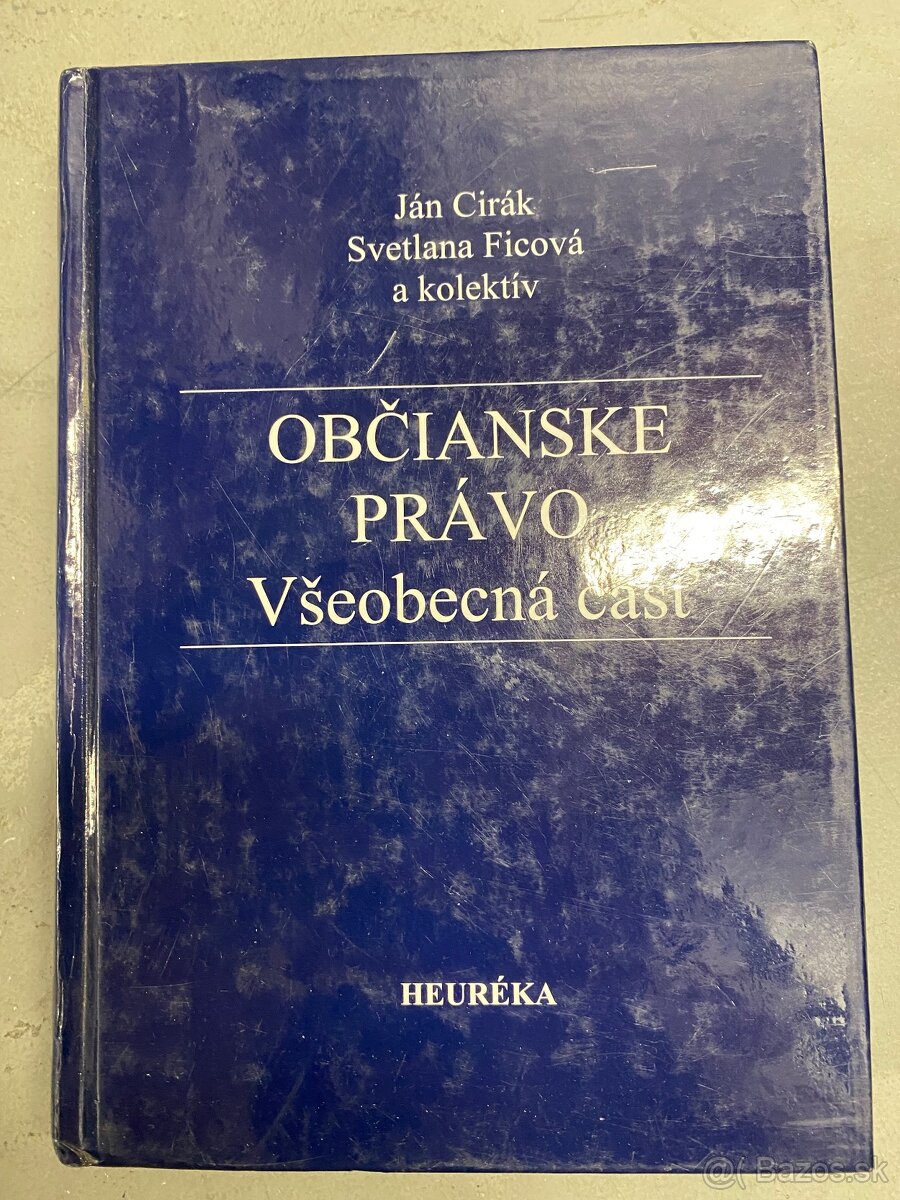 Ján Cirák
Svetlana Ficová
a kolektív
OBČIANSKE
PRÁVO
Všeobecná časť
HEURÉKA
@( Bazos.sk